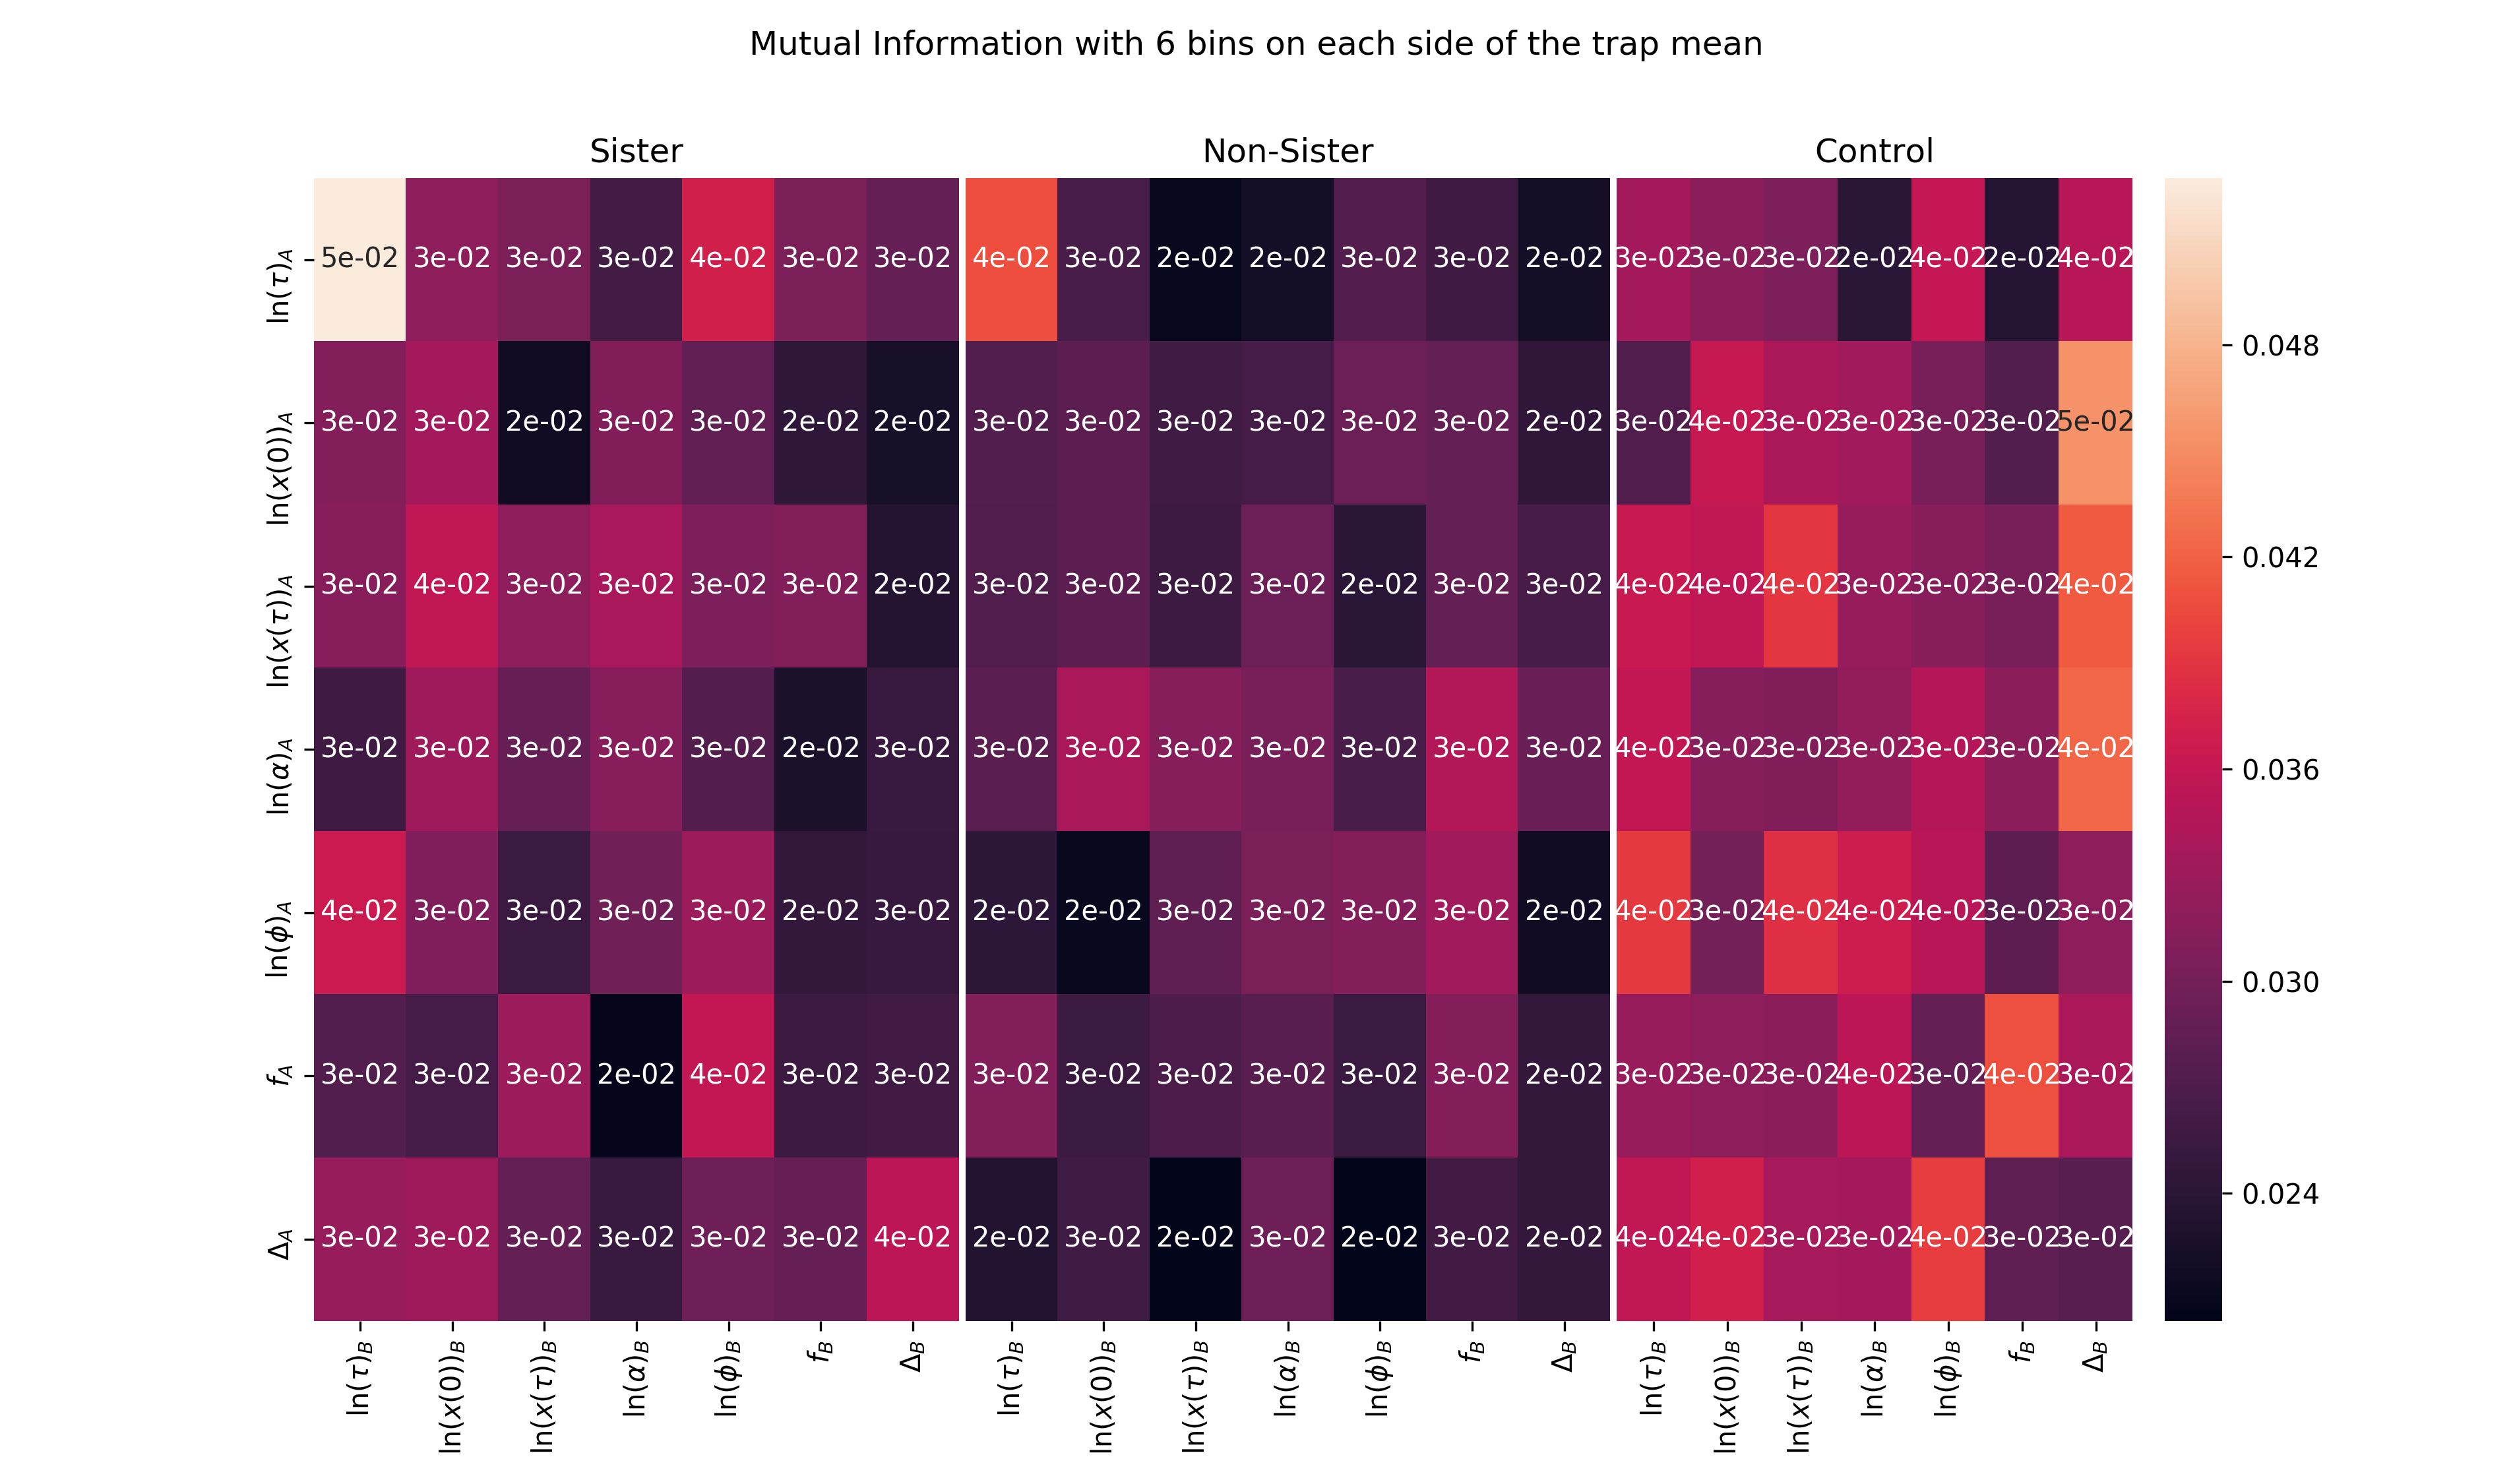 Mutual Information with 6 bins on each side of the trap mean
Sister Non-Sister Control
ln(τ)_A 5e-02 3e-02 3e-02 3e-02 4e-02 3e-02 3e-02 4e-02 3e-02 2e-02 2e-02 3e-02 3e-02 2e-02 3e-02 3e-02 3e-02 2e-02 4e-02 2e-02 4e-02
ln(x(0))_A 3e-02 3e-02 2e-02 3e-02 3e-02 2e-02 2e-02 3e-02 3e-02 3e-02 3e-02 3e-02 3e-02 2e-02 3e-02 4e-02 3e-02 3e-02 3e-02 3e-02 5e-02
ln(x(τ))_A 3e-02 4e-02 3e-02 3e-02 3e-02 3e-02 2e-02 3e-02 3e-02 3e-02 3e-02 2e-02 3e-02 3e-02 4e-02 4e-02 4e-02 3e-02 3e-02 3e-02 4e-02
ln(α)_A 3e-02 3e-02 3e-02 3e-02 3e-02 2e-02 3e-02 3e-02 3e-02 3e-02 3e-02 3e-02 3e-02 3e-02 4e-02 3e-02 3e-02 3e-02 3e-02 3e-02 4e-02
ln(ϕ)_A 4e-02 3e-02 3e-02 3e-02 3e-02 2e-02 3e-02 2e-02 2e-02 3e-02 3e-02 3e-02 3e-02 2e-02 4e-02 3e-02 4e-02 4e-02 4e-02 3e-02 3e-02
f_A 3e-02 3e-02 3e-02 2e-02 4e-02 3e-02 3e-02 3e-02 3e-02 3e-02 3e-02 3e-02 3e-02 2e-02 3e-02 3e-02 3e-02 4e-02 3e-02 4e-02 3e-02
Δ_A 3e-02 3e-02 3e-02 3e-02 3e-02 3e-02 4e-02 2e-02 3e-02 2e-02 3e-02 2e-02 3e-02 2e-02 4e-02 4e-02 3e-02 3e-02 4e-02 3e-02 3e-02
ln(τ)_B ln(x(0))_B ln(x(τ))_B ln(α)_B ln(ϕ)_B f_B Δ_B ln(τ)_B ln(x(0))_B ln(x(τ))_B ln(α)_B ln(ϕ)_B f_B Δ_B ln(τ)_B ln(x(0))_B ln(x(τ))_B ln(α)_B ln(ϕ)_B f_B Δ_B
0.048
0.042
0.036
0.030
0.024